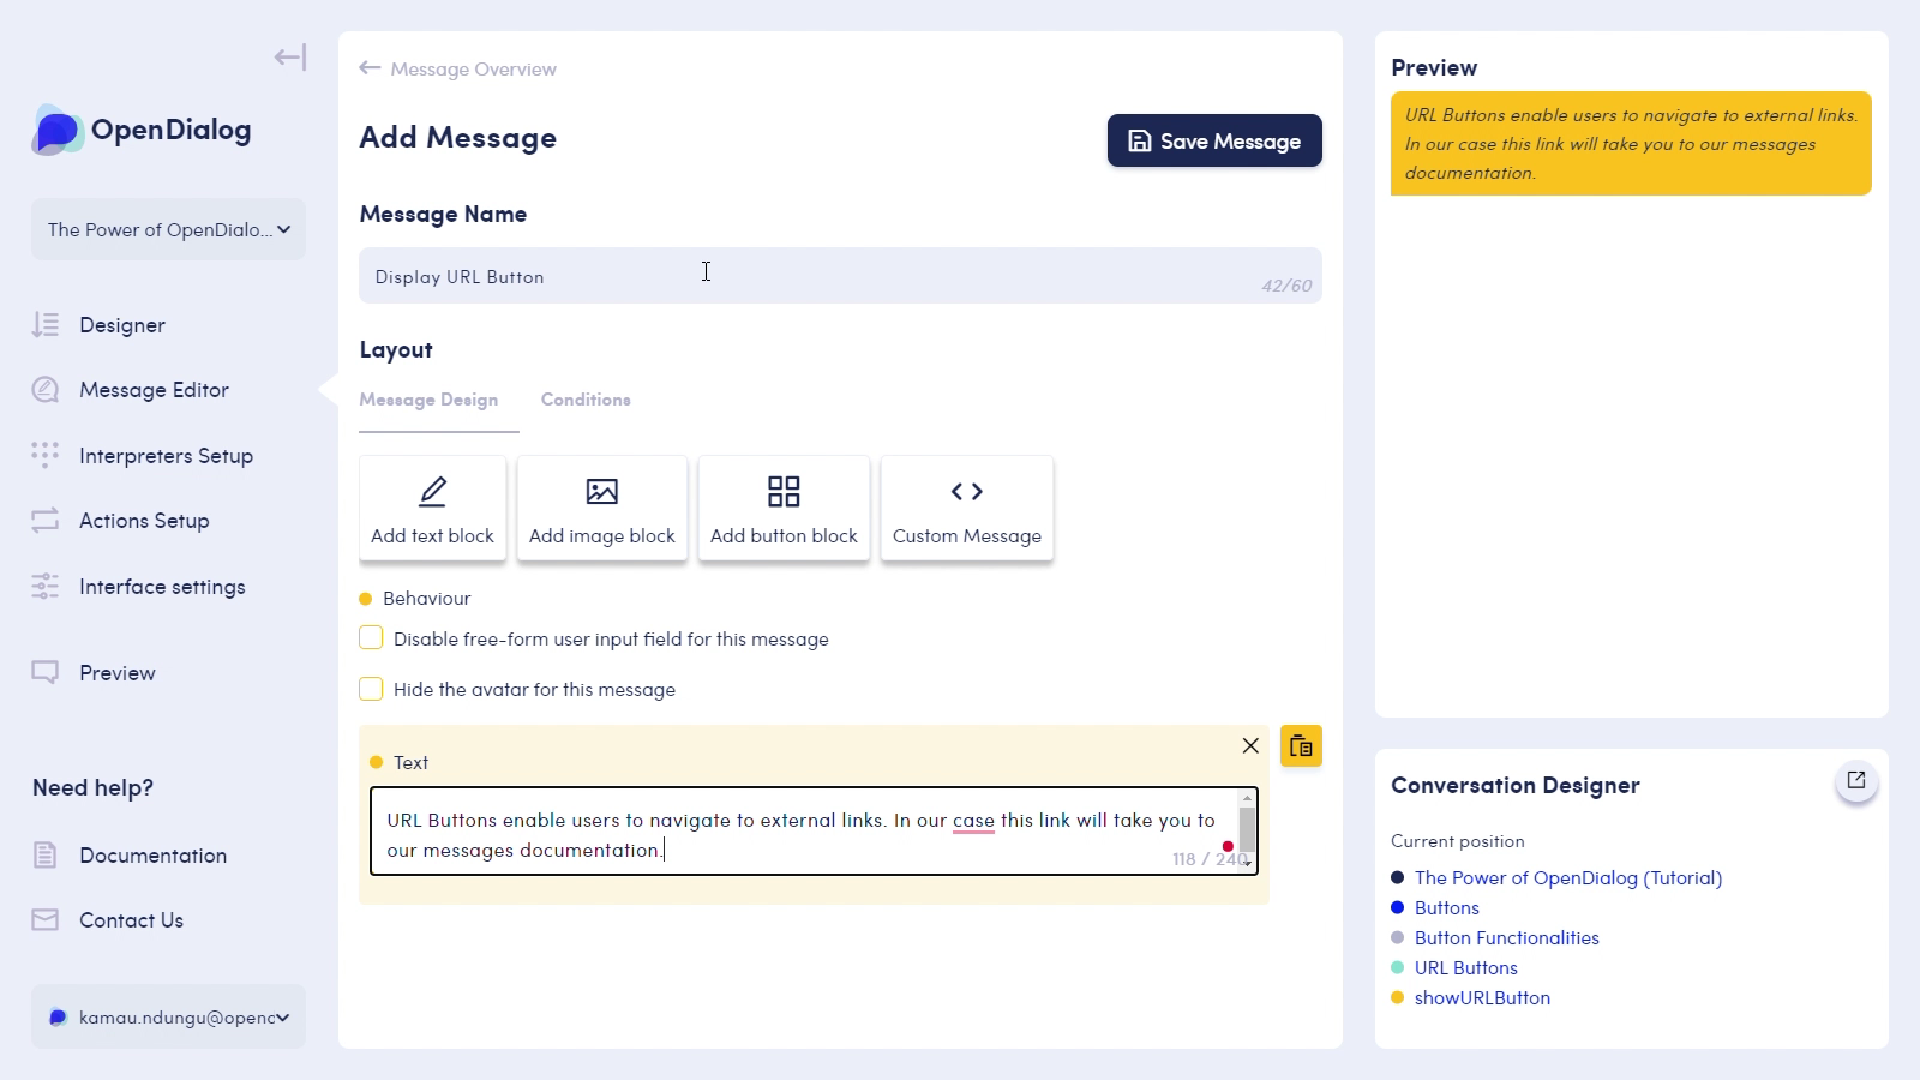 OpenDialog
The Power of OpenDialo...
Designer
Message Editor
Interpreters Setup
Actions Setup
Interface settings
Preview
Need help?
Documentation
Contact Us
kamau.ndungu@openc
Message Overview
Add Message
Save Message
Message Name
Display URL Button
42/60
Layout
Message Design
Conditions
Add text block
Add image block
Add button block
Custom Message
Behaviour
Disable free-form user input field for this message
Hide the avatar for this message
Text
URL Buttons enable users to navigate to external links. In our case this link will take you to
our messages documentation.
118 / 240
Preview
URL Buttons enable users to navigate to external links.
In our case this link will take you to our messages
documentation.
Conversation Designer
Current position
The Power of OpenDialog (Tutorial)
Buttons
Button Functionalities
URL Buttons
showURLButton